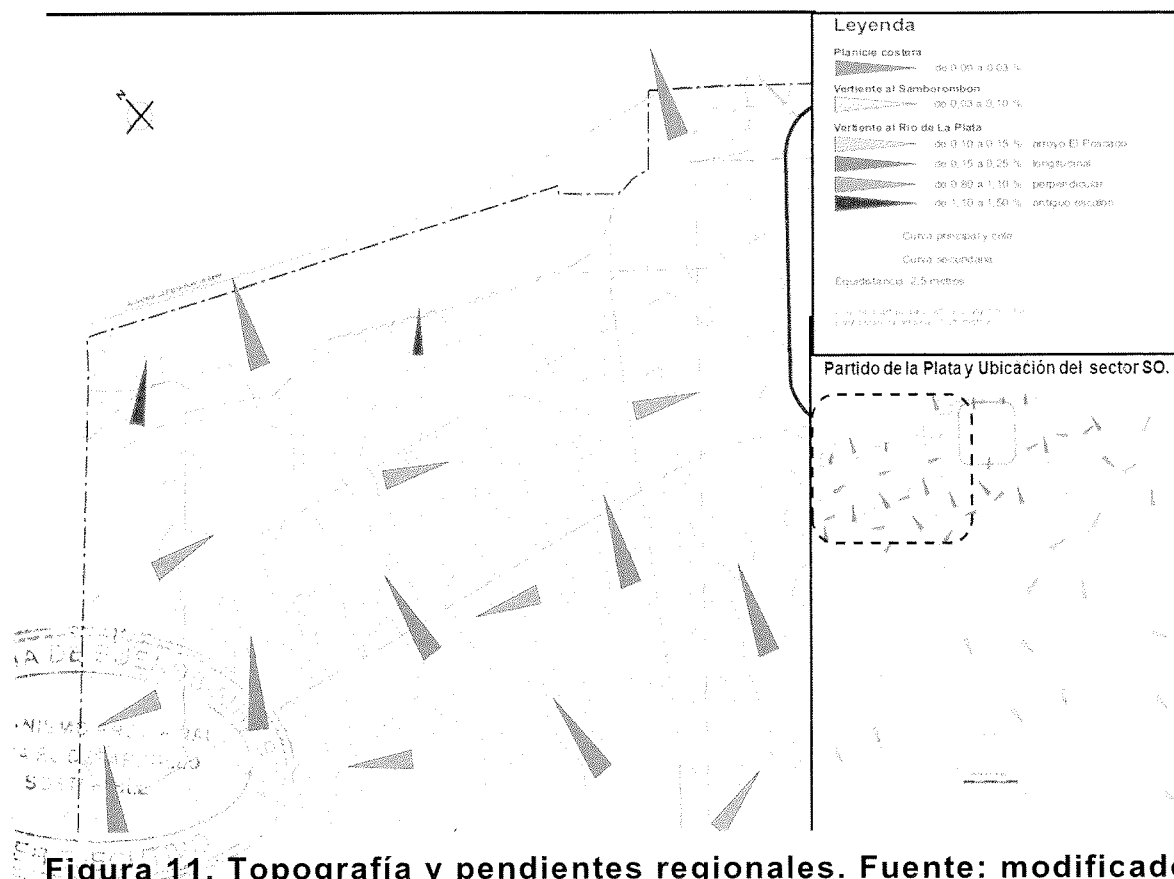 N
Leyenda
Planicie costera
de 0,00 a 0,03 %
Vertiente al Samborombon
de 0,03 a 0,10 %
Vertiente al Rio de La Plata
de 0,10 a 0,15 % arroyo El Pescado
de 0,15 a 0,25 % longitudinal
de 0,80 a 1,10 % perpendicular
de 1,10 a 1,50 % antiguo escalon
Curva principal y cota
Curva secundaria
Equidistancia 2,5 metros
Partido de la Plata y Ubicación del sector SO.
Figura 11. Topografía y pendientes regionales. Fuente: modificado